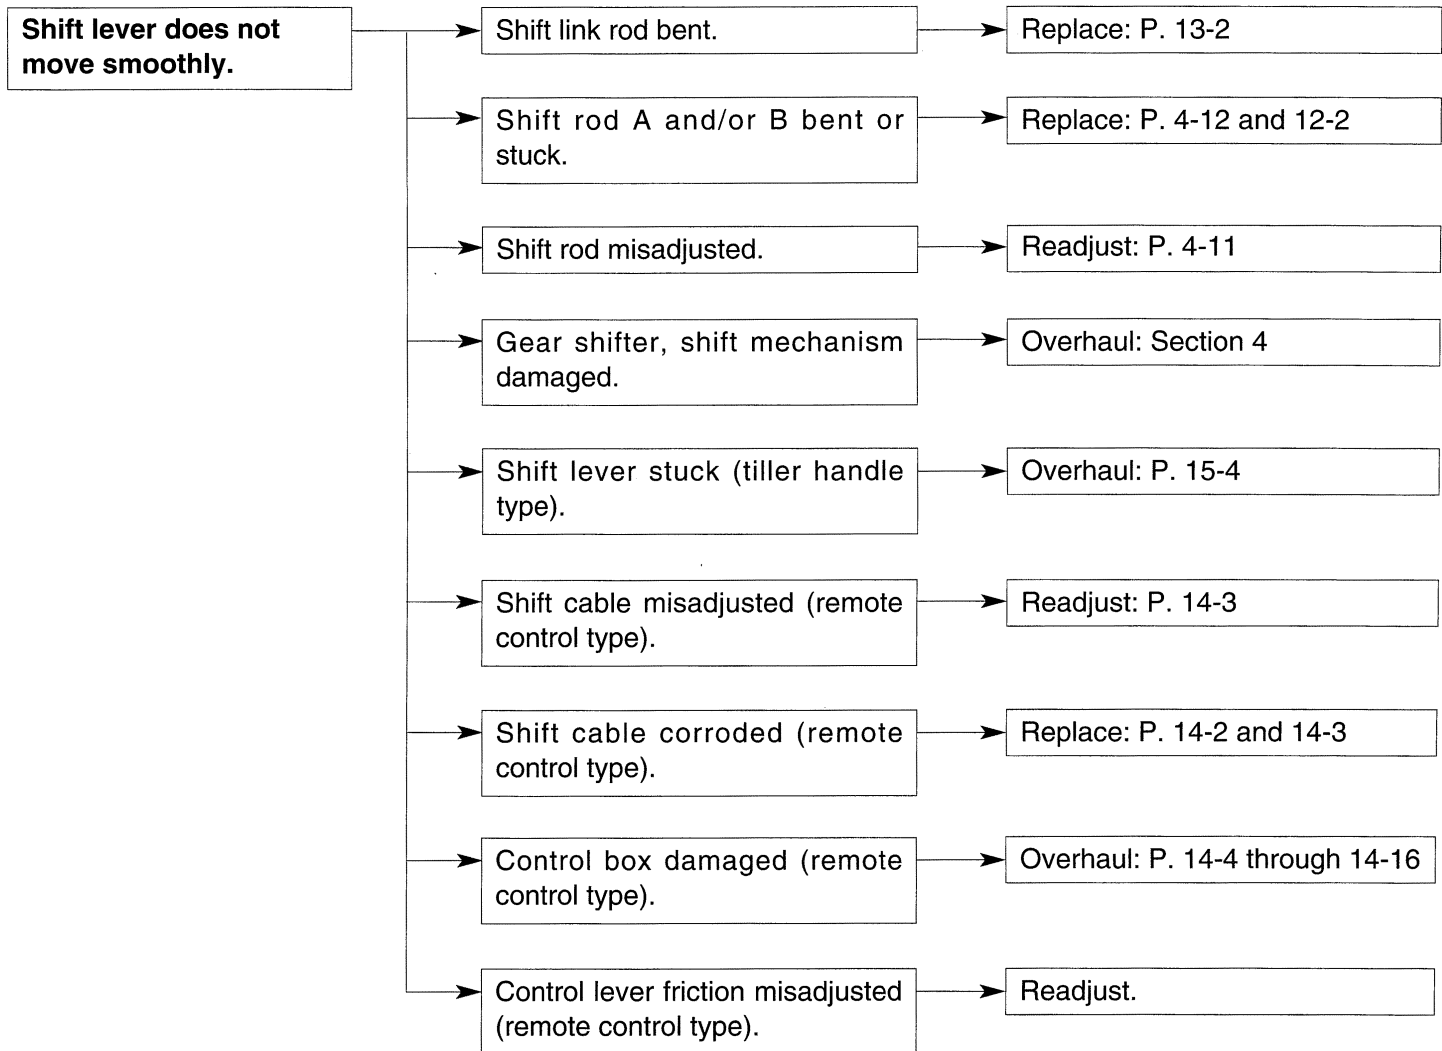 Shift lever does not
move smoothly.
Shift link rod bent.
Replace: P. 13-2
Shift rod A and/or B bent or
stuck.
Replace: P. 4-12 and 12-2
Shift rod misadjusted.
Readjust: P. 4-11
Gear shifter, shift mechanism
damaged.
Overhaul: Section 4
Shift lever stuck (tiller handle
type).
Overhaul: P. 15-4
Shift cable misadjusted (remote
control type).
Readjust: P. 14-3
Shift cable corroded (remote
control type).
Replace: P. 14-2 and 14-3
Control box damaged (remote
control type).
Overhaul: P. 14-4 through 14-16
Control lever friction misadjusted
(remote control type).
Readjust.